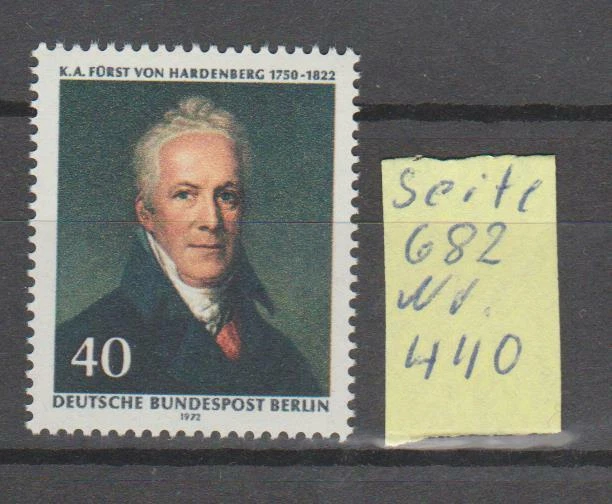 K.A. FÜRST VON HARDENBERG 1750-1822
40
DEUTSCHE BUNDESPOST BERLIN
1972
Seite
682
Nr.
440